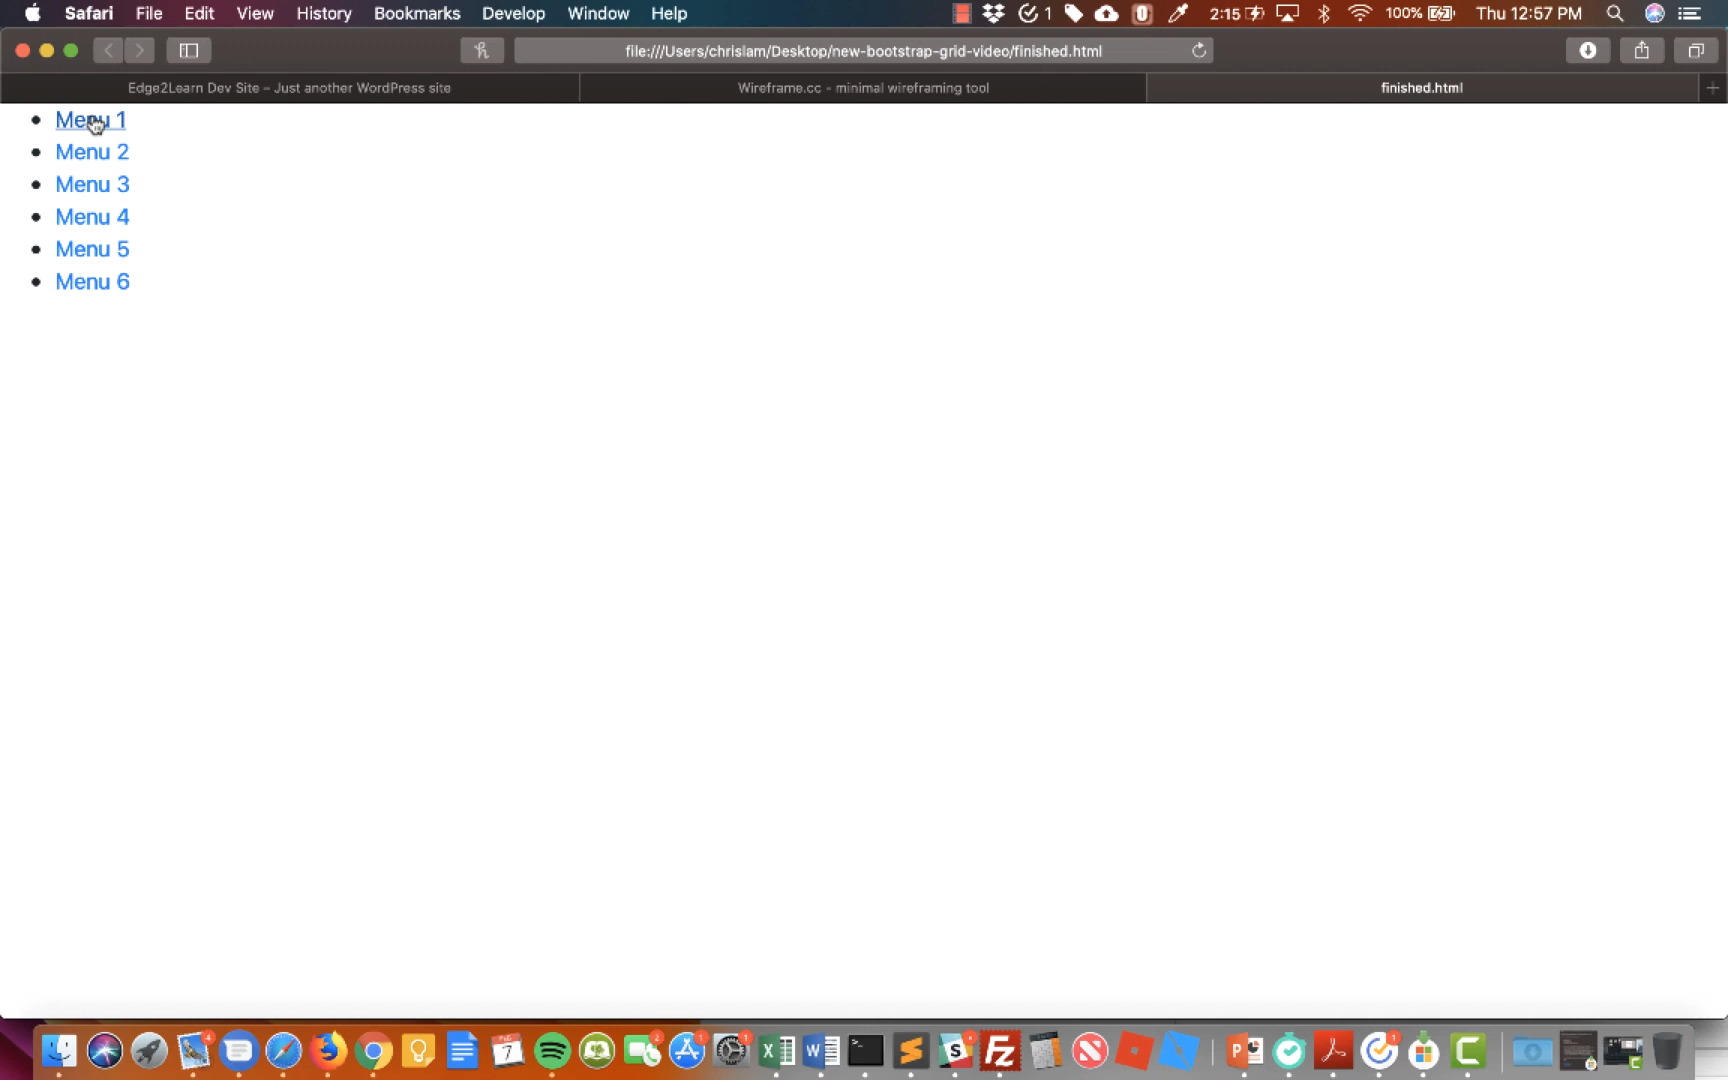 Safari File Edit View History Bookmarks Develop Window Help 1 2:15 100% Thu 12:57 PM
file:///Users/chrislam/Desktop/new-bootstrap-grid-video/finished.html
Edge2Learn Dev Site – Just another WordPress site
Wireframe.cc - minimal wireframing tool
finished.html
Menu 1
Menu 2
Menu 3
Menu 4
Menu 5
Menu 6